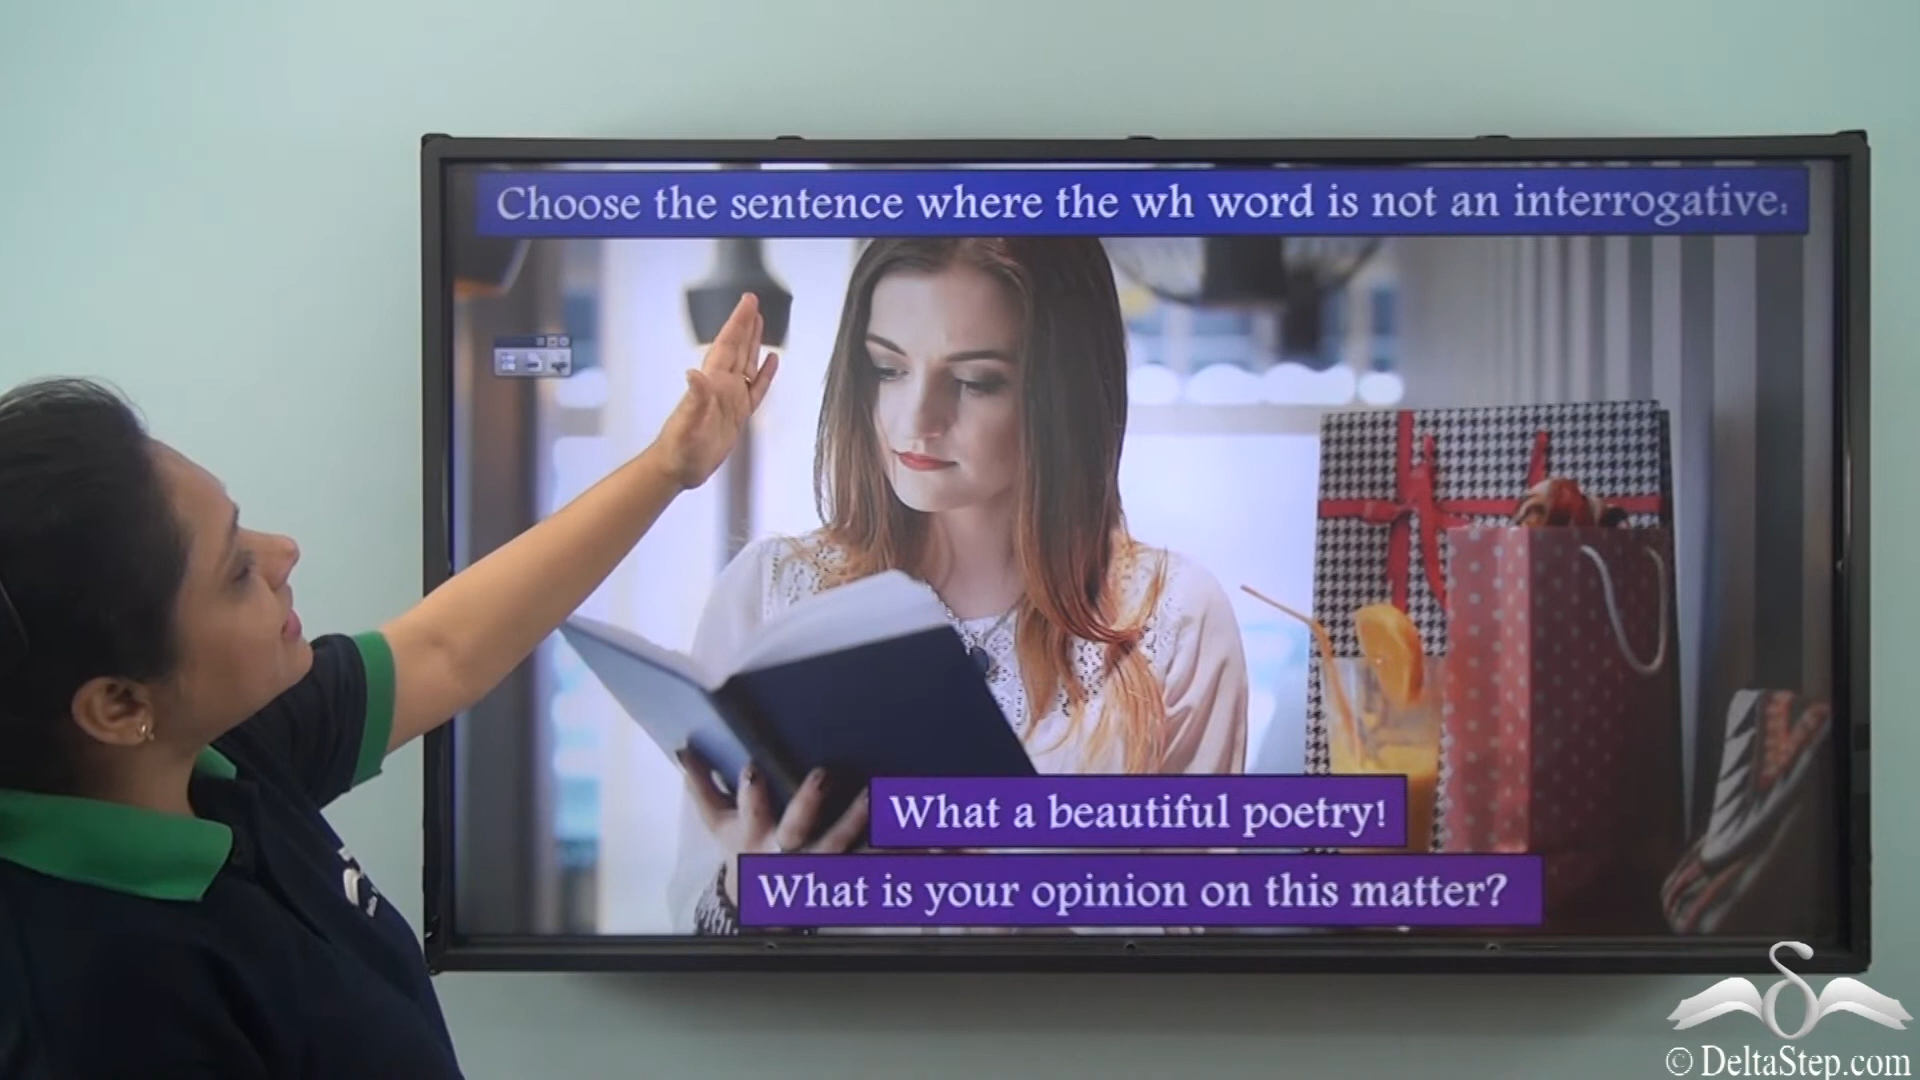 Choose the sentence where the wh word is not an interrogative:
What a beautiful poetry!
What is your opinion on this matter?
© DeltaStep.com